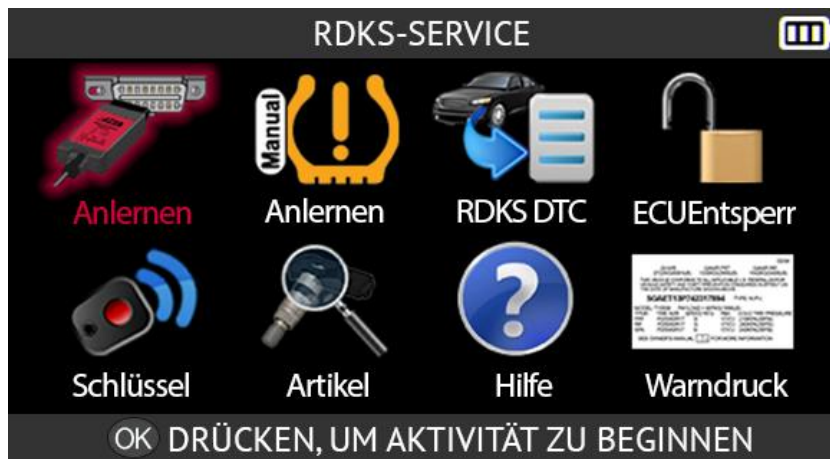 RDKS-SERVICE
Manual
Anlernen
Anlernen
RDKS DTC
ECUEntsperr
Schlüssel
Artikel
Hilfe
Warndruck
OK DRÜCKEN, UM AKTIVITÄT ZU BEGINNEN